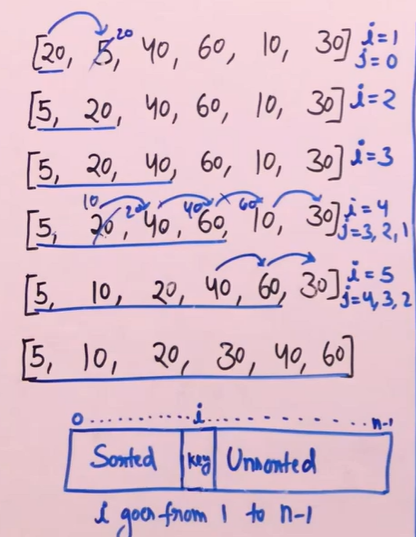 [20, 5, 20 40, 60, 10, 30] i=1
j=0
[5, 20, 40, 60, 10, 30] i=2
[5, 20, 40, 60, 10, 30] i=3
10 20 40 60
[5, 20, 40, 60, 10, 30] i=4
j=3, 2, 1
[5, 10, 20, 40, 60, 30] i=5
j=4, 3, 2
[5, 10, 20, 30, 40, 60]
0 ........ i ........ n-1
Sorted key Unsorted
i goes from 1 to n-1